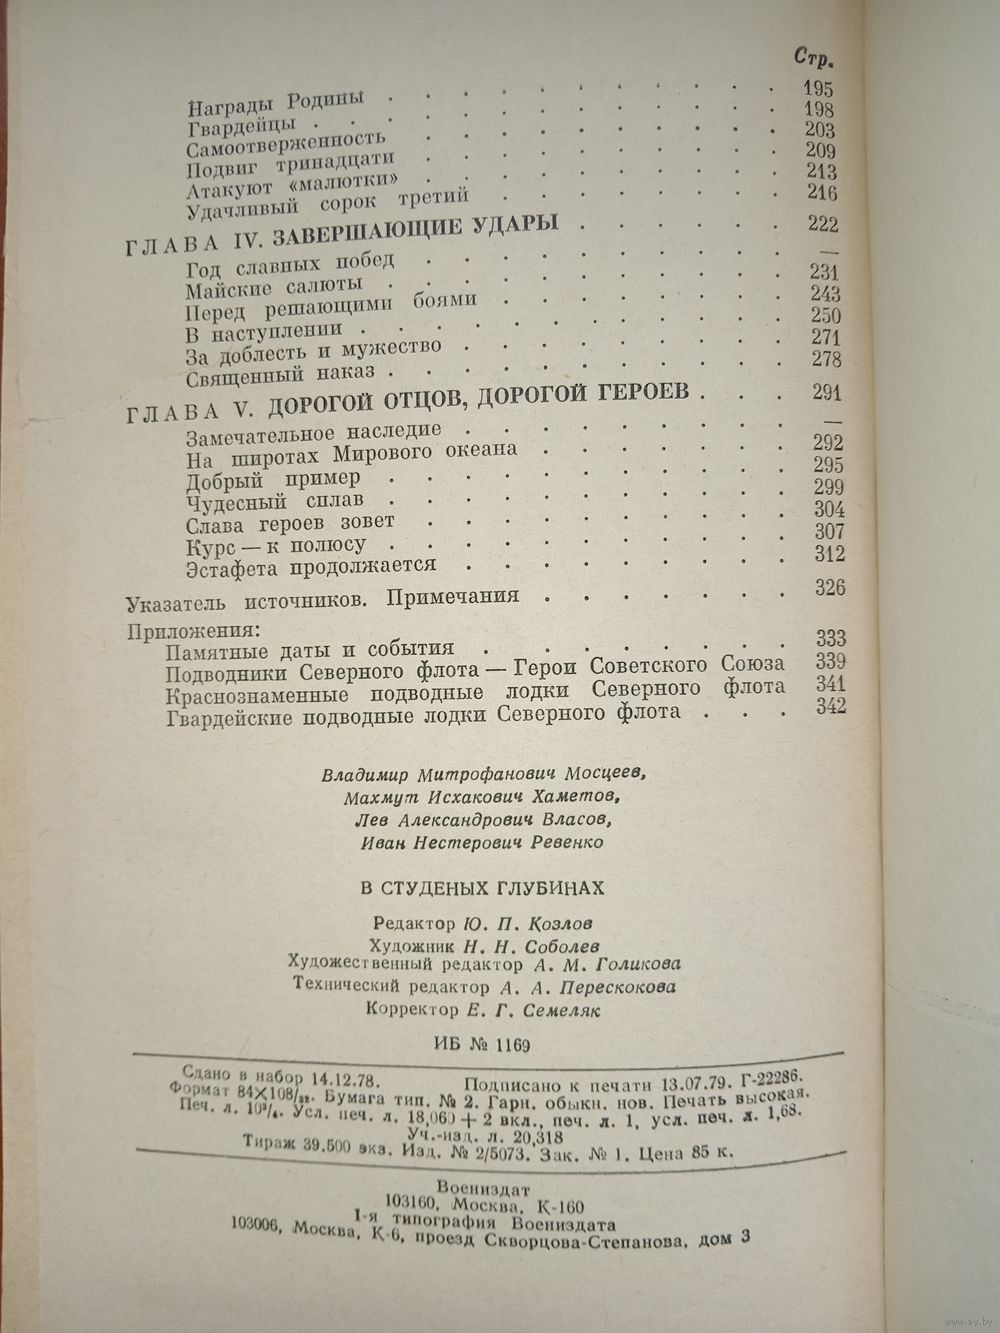 Стр.
Награды Родины . . . . . . . . . . . 195
Гвардейцы . . . . . . . . . . . . 198
Самоотверженность . . . . . . . . . . 203
Подвиг тринадцати . . . . . . . . . . 209
Атакуют «малютки» . . . . . . . . . . 213
Удачливый сорок третий . . . . . . . . 216
ГЛАВА IV. ЗАВЕРШАЮЩИЕ УДАРЫ . . . . . . 222
Год славных побед . . . . . . . . . . —
Майские салюты . . . . . . . . . . . 231
Перед решающими боями . . . . . . . . 243
В наступлении . . . . . . . . . . . . 250
За доблесть и мужество . . . . . . . . . 271
Священный наказ . . . . . . . . . . . 278
ГЛАВА V. ДОРОГОЙ ОТЦОВ, ДОРОГОЙ ГЕРОЕВ . . . 291
Замечательное наследие . . . . . . . . . —
На широтах Мирового океана . . . . . . . 292
Добрый пример . . . . . . . . . . . 295
Чудесный сплав . . . . . . . . . . . 299
Слава героев зовет . . . . . . . . . . 304
Курс — к полюсу . . . . . . . . . . . 307
Эстафета продолжается . . . . . . . . . 312
Указатель источников. Примечания . . . . . . . 326
Приложения:
Памятные даты и события . . . . . . . . 333
Подводники Северного флота — Герои Советского Союза 339
Краснознаменные подводные лодки Северного флота 341
Гвардейские подводные лодки Северного флота . . . 342
Владимир Митрофанович Мосцеев,
Махмут Исхакович Хаметов,
Лев Александрович Власов,
Иван Нестерович Ревенко
В СТУДЕНЫХ ГЛУБИНАХ
Редактор Ю. П. Козлов
Художник Н. Н. Соболев
Художественный редактор А. М. Голикова
Технический редактор А. А. Перескокова
Корректор Е. Г. Семеляк
ИБ № 1169
Сдано в набор 14.12.78. Подписано к печати 13.07.79. Г-22286.
Формат 84×108/₃₂. Бумага тип. № 2. Гарн. обыкн. нов. Печать высокая.
Печ. л. 10³/₄. Усл. печ. л. 18,060 + 2 вкл., печ. л. 1, усл. печ. л. 1,68.
Уч.-изд. л. 20,318
Тираж 39.500 экз. Изд. № 2/5073. Зак. № 1. Цена 85 к.
Воениздат
103160, Москва, К-160
1-я типография Воениздата
103006, Москва, К-6, проезд Скворцова-Степанова, дом 3
www.ay.by